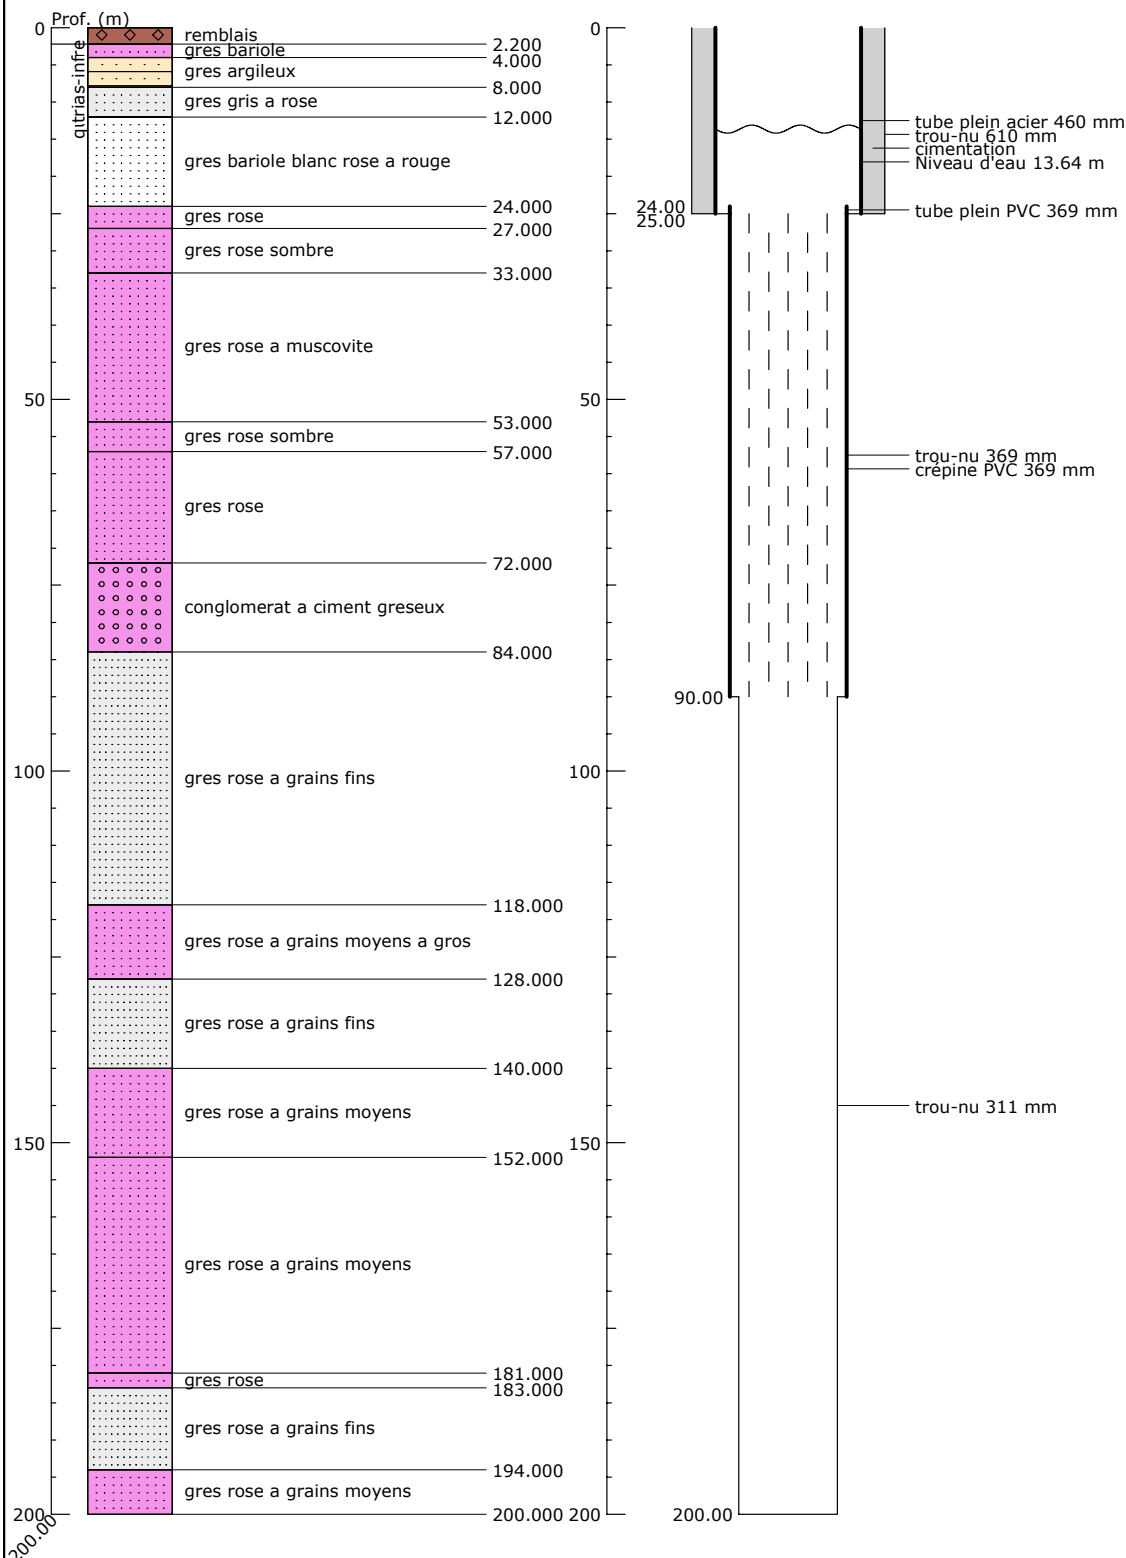 Prof. (m)
0
qt
trias-infre
remblais
2.200
gres bariole
4.000
gres argileux
8.000
gres gris a rose
12.000
gres bariole blanc rose a rouge
24.000
gres rose
27.000
gres rose sombre
33.000
gres rose a muscovite
50
53.000
gres rose sombre
57.000
gres rose
72.000
conglomerat a ciment greseux
84.000
gres rose a grains fins
100
118.000
gres rose a grains moyens a gros
128.000
gres rose a grains fins
140.000
gres rose a grains moyens
150
152.000
gres rose a grains moyens
181.000
gres rose
183.000
gres rose a grains fins
194.000
gres rose a grains moyens
200
200.000
200.00
0
tube plein acier 460 mm
trou-nu 610 mm
cimentation
Niveau d'eau 13.64 m
24.00
25.00
tube plein PVC 369 mm
50
trou-nu 369 mm
crépine PVC 369 mm
90.00
100
trou-nu 311 mm
150
200
200.00